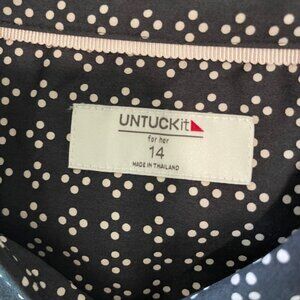 UNTUCKit
for her
14
MADE IN THAILAND